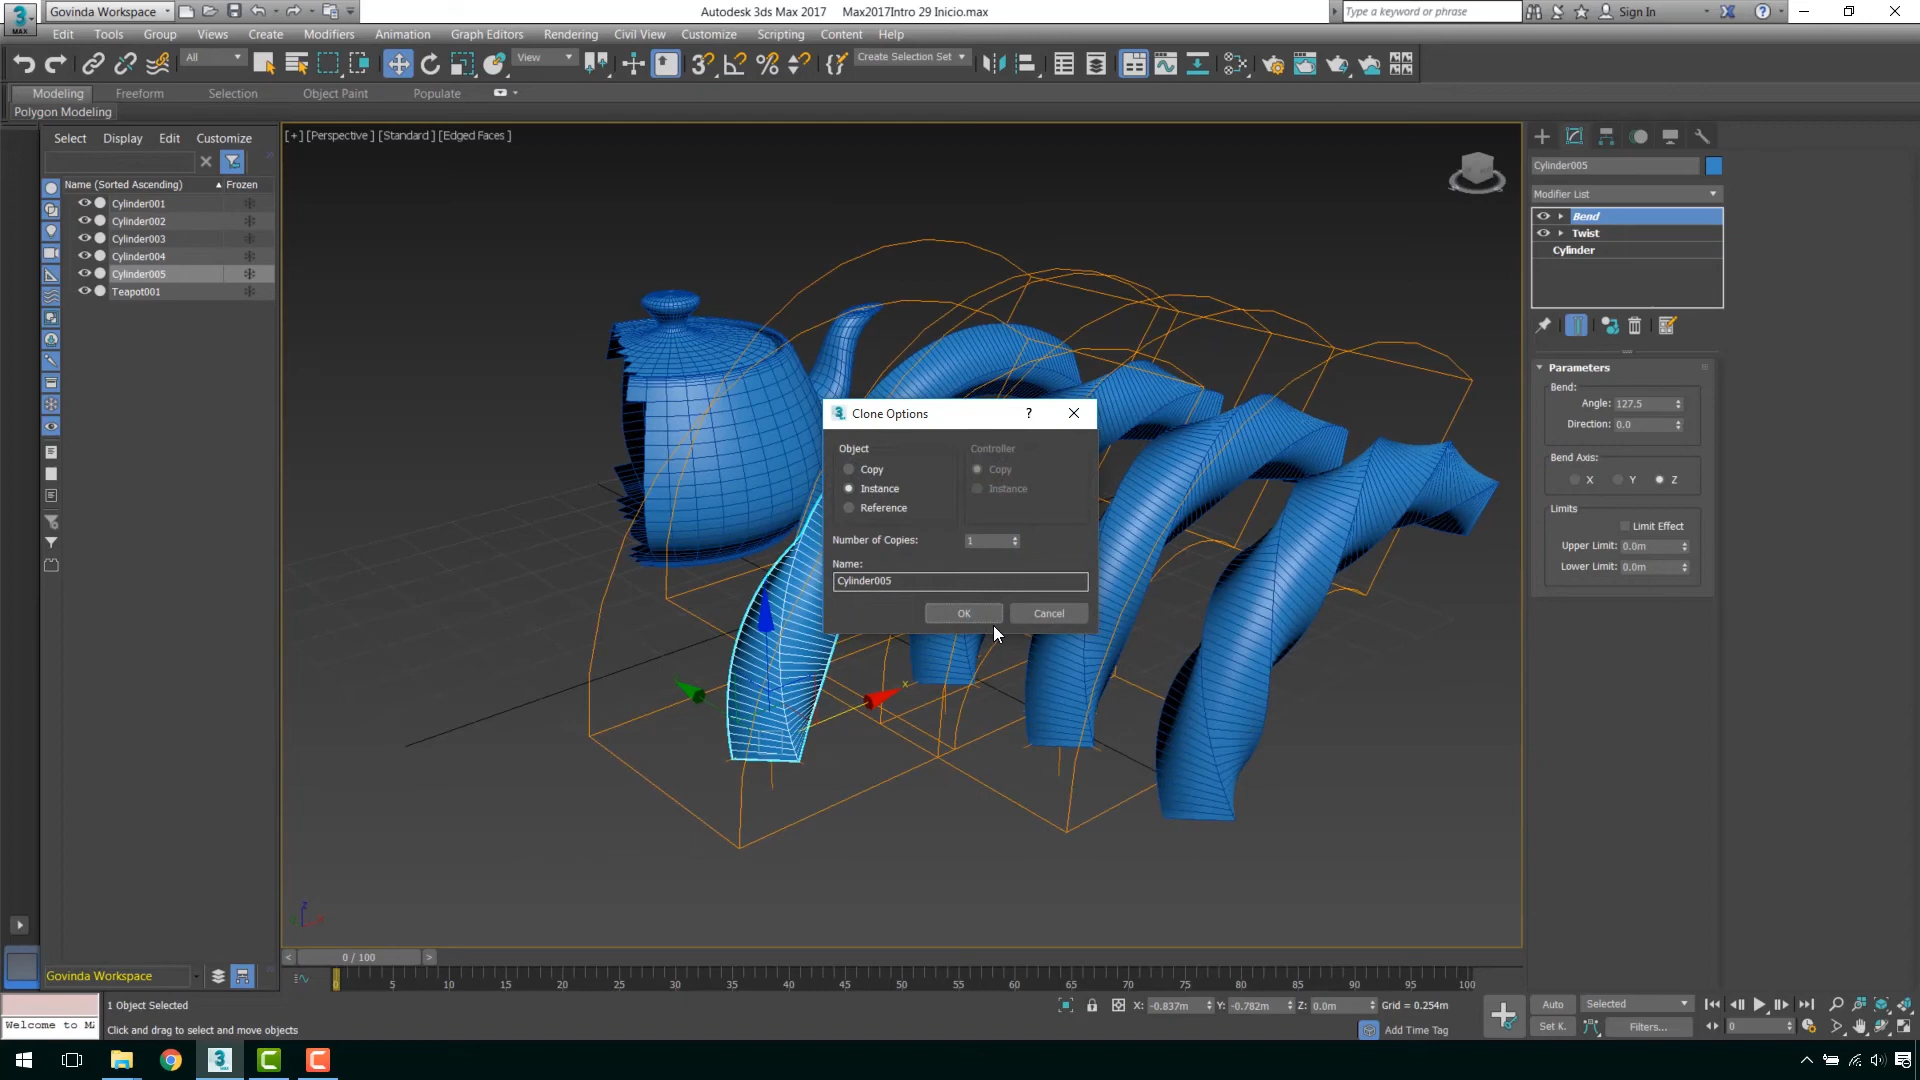 MAX
Govinda Workspace
Autodesk 3ds Max 2017 Max2017Intro 29 Inicio.max
Type a keyword or phrase
Sign In
Edit Tools Group Views Create Modifiers Animation Graph Editors Rendering Civil View Customize Scripting Content Help
All
View
Create Selection Set
Modeling Freeform Selection Object Paint Populate
Polygon Modeling
Select Display Edit Customize
[+] [Perspective ] [Standard ] [Edged Faces ]
Name (Sorted Ascending) Frozen
Cylinder001
Cylinder002
Cylinder003
Cylinder004
Cylinder005
Teapot001
Cylinder005
Modifier List
Bend
Twist
Cylinder
Parameters
Bend:
Angle: 127.5
Direction: 0.0
Bend Axis:
X Y Z
Limits
Limit Effect
Upper Limit: 0.0m
Lower Limit: 0.0m
Clone Options ?
Object Controller
Copy Copy
Instance Instance
Reference
Number of Copies: 1
Name:
Cylinder005
OK Cancel
x
z
< 0 / 100 >
Govinda Workspace
0 5 10 15 20 25 30 35 40 45 50 55 60 65 70 75 80 85 90 95 100
1 Object Selected
Welcome to MA
Click and drag to select and move objects
X: -0.837m Y: -0.782m Z: 0.0m Grid = 0.254m
Add Time Tag
Auto Selected
Set K. Filters...
0